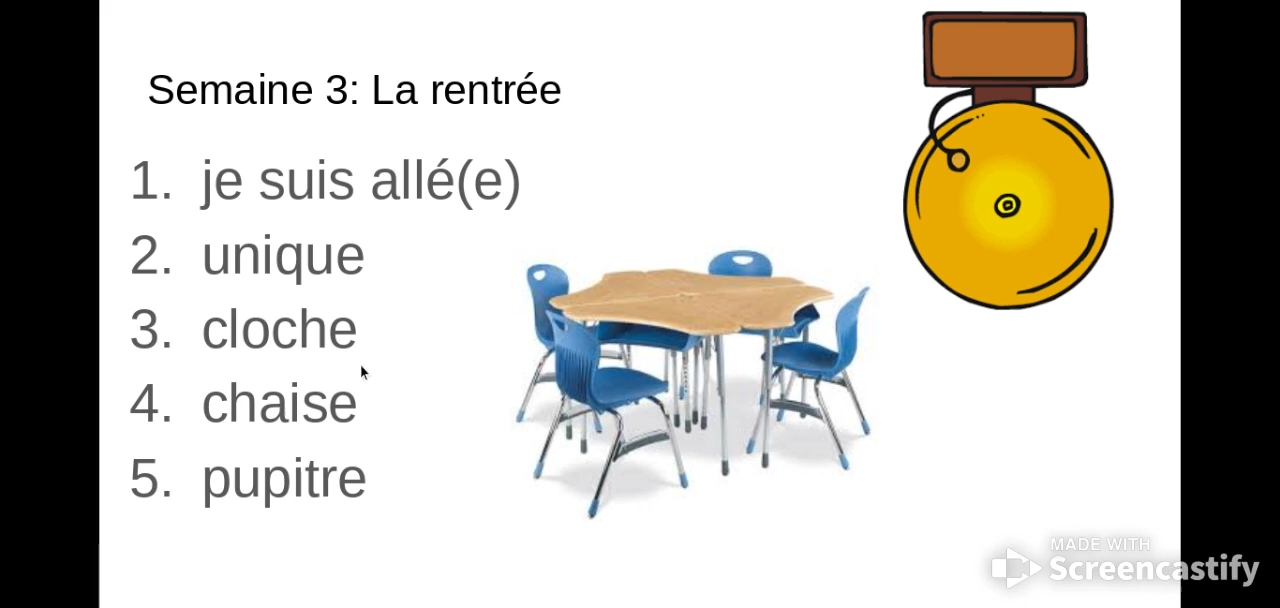 Semaine 3: La rentrée
1. je suis allé(e)
2. unique
3. cloche
4. chaise
5. pupitre
MADE WITH
Screencastify